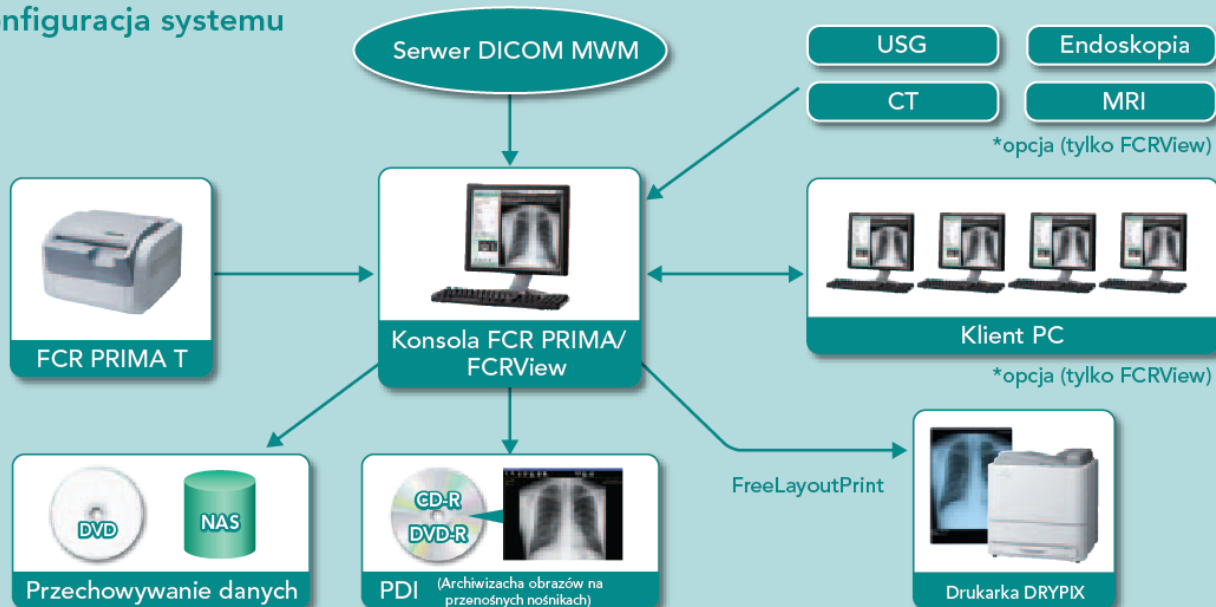 onfiguracja systemu
Serwer DICOM MWM
USG
Endoskopia
CT
MRI
*opcja (tylko FCRView)
FCR PRIMA T
Konsola FCR PRIMA/
FCRView
Klient PC
*opcja (tylko FCRView)
DVD
NAS
Przechowywanie danych
CD-R
DVD-R
PDI
(Archiwizacha obrazów na
przenośnych nośnikach)
FreeLayoutPrint
Drukarka DRYPIX